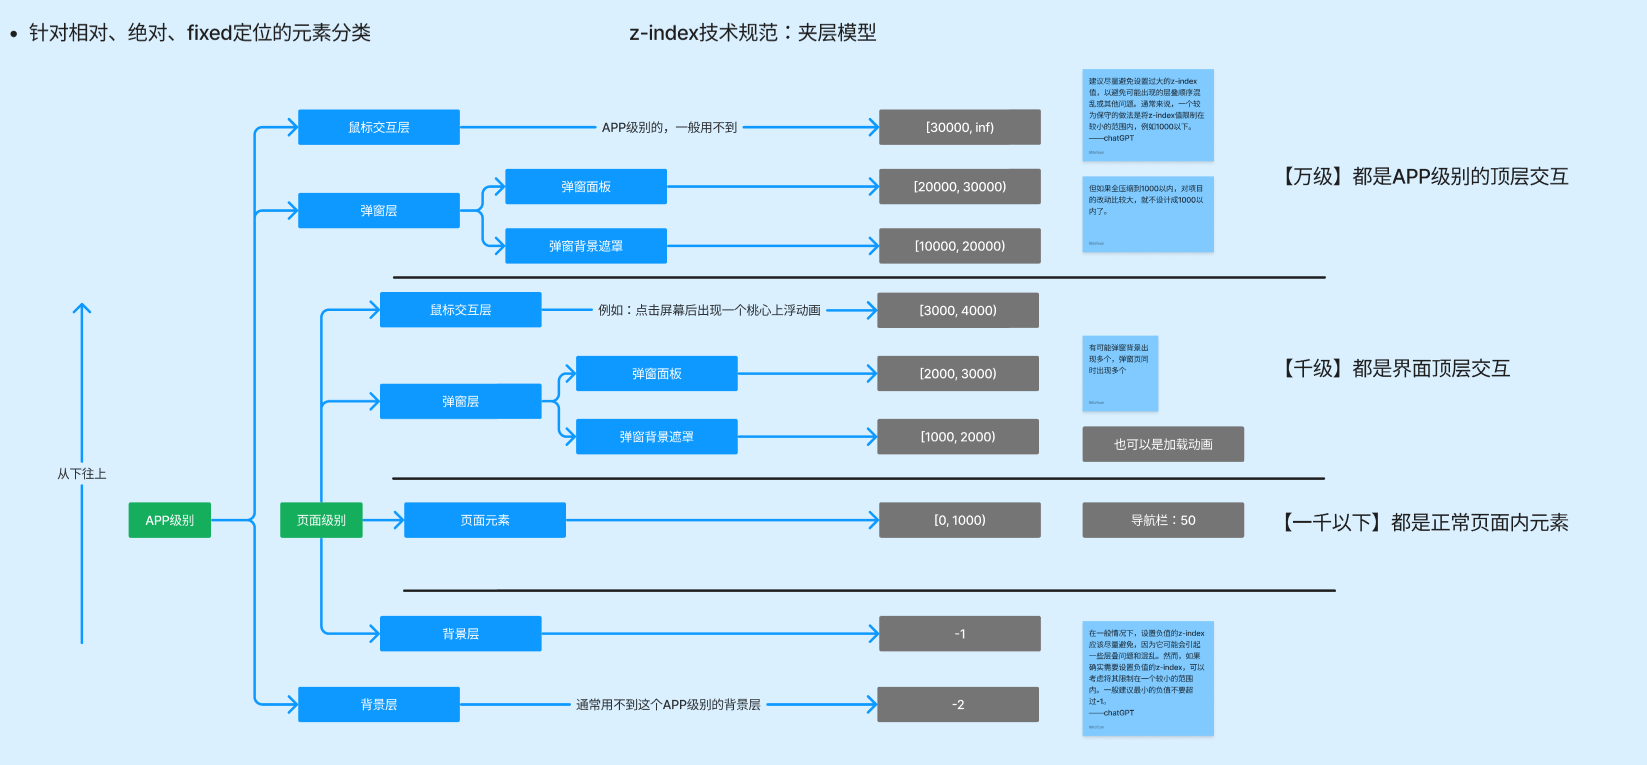 • 针对相对、绝对、fixed定位的元素分类
z-index技术规范：夹层模型
鼠标交互层
APP级别的，一般用不到
[30000, inf)
建议尽量避免设置过大的z-index
值，以避免可能出现的层叠顺序混
乱或其他问题。通常来说，一个较
为保守的做法是将z-index值限制在
较小的范围内，例如1000以下。
——chatGPT
弹窗层
弹窗面板
[20000, 30000)
弹窗背景遮罩
[10000, 20000)
但如果全压缩到1000以内，对项目
的改动比较大，就不设计成1000以
内了。
【万级】都是APP级别的顶层交互
鼠标交互层
例如：点击屏幕后出现一个桃心上浮动画
[3000, 4000)
弹窗层
弹窗面板
[2000, 3000)
弹窗背景遮罩
[1000, 2000)
有可能弹窗背景出
现多个，弹窗页同
时出现多个
也可以是加载动画
【千级】都是界面顶层交互
从下往上
APP级别
页面级别
页面元素
[0, 1000)
导航栏：50
【一千以下】都是正常页面内元素
背景层
-1
背景层
通常用不到这个APP级别的背景层
-2
在一般情况下，设置负值的z-index
应该尽量避免，因为它可能会引起
一些层叠问题和混乱。然而，如果
确实需要设置负值的z-index，可以
考虑将其限制在一个较小的范围
内。一般建议最小的负值不要超
过-1。
——chatGPT